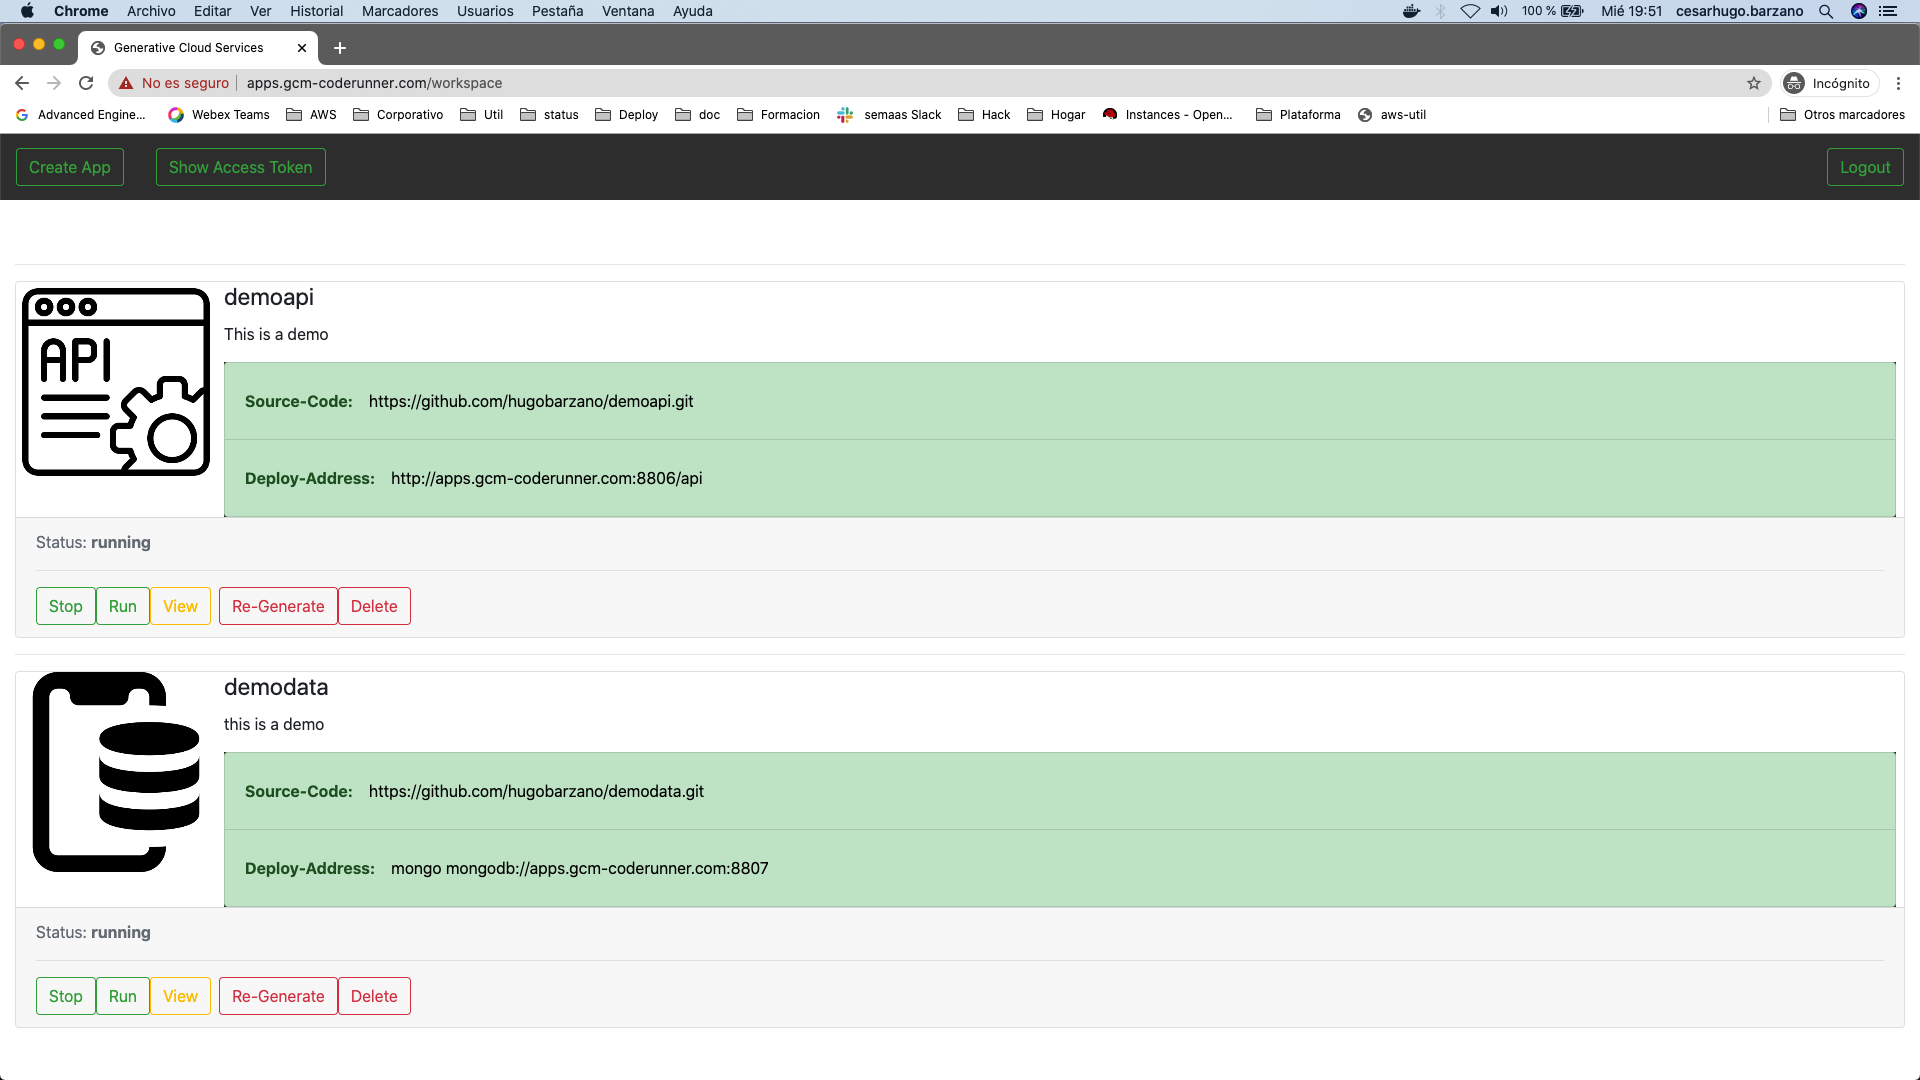 Chrome Archivo Editar Ver Historial Marcadores Usuarios Pestaña Ventana Ayuda 100 % Mié 19:51 cesarhugo.barzano
Generative Cloud Services
No es seguro apps.gcm-coderunner.com/workspace Incógnito
Advanced Engine... Webex Teams AWS Corporativo Util status Deploy doc Formacion semaas Slack Hack Hogar Instances - Open... Plataforma aws-util Otros marcadores
Create App Show Access Token Logout
demoapi
This is a demo
API
Source-Code: https://github.com/hugobarzano/demoapi.git
Deploy-Address: http://apps.gcm-coderunner.com:8806/api
Status: running
Stop Run View Re-Generate Delete
demodata
this is a demo
Source-Code: https://github.com/hugobarzano/demodata.git
Deploy-Address: mongo mongodb://apps.gcm-coderunner.com:8807
Status: running
Stop Run View Re-Generate Delete